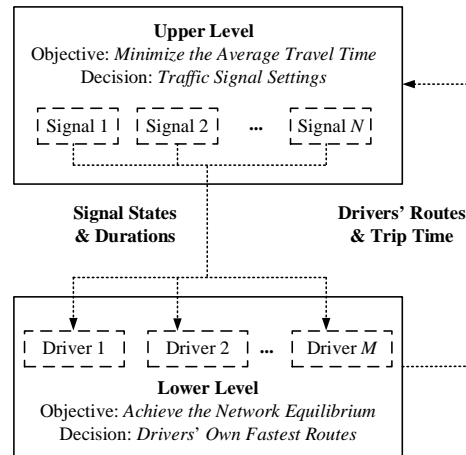 Upper Level
Objective: Minimize the Average Travel Time
Decision: Traffic Signal Settings
Signal 1 Signal 2 ... Signal N
Signal States
& Durations
Drivers' Routes
& Trip Time
Driver 1 Driver 2 ... Driver M
Lower Level
Objective: Achieve the Network Equilibrium
Decision: Drivers' Own Fastest Routes